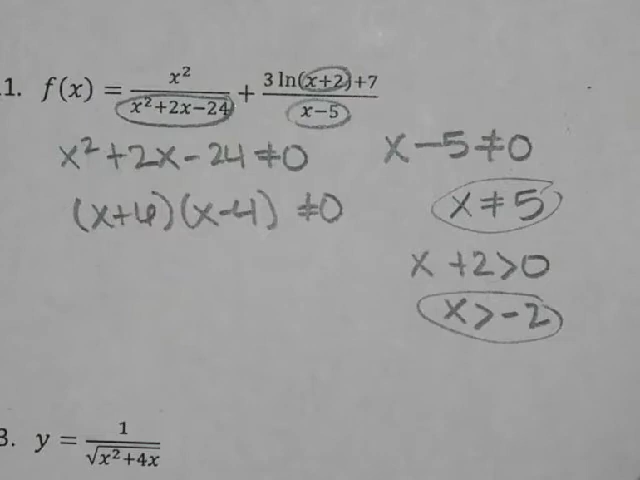 1. f(x) = x²/(x²+2x−24) + (3 ln(x+2)+7)/(x−5)
x² + 2x − 24 ≠ 0
x − 5 ≠ 0
(x+6)(x−4) ≠ 0
x ≠ 5
x + 2 > 0
x > −2
3. y = 1/√(x²+4x)